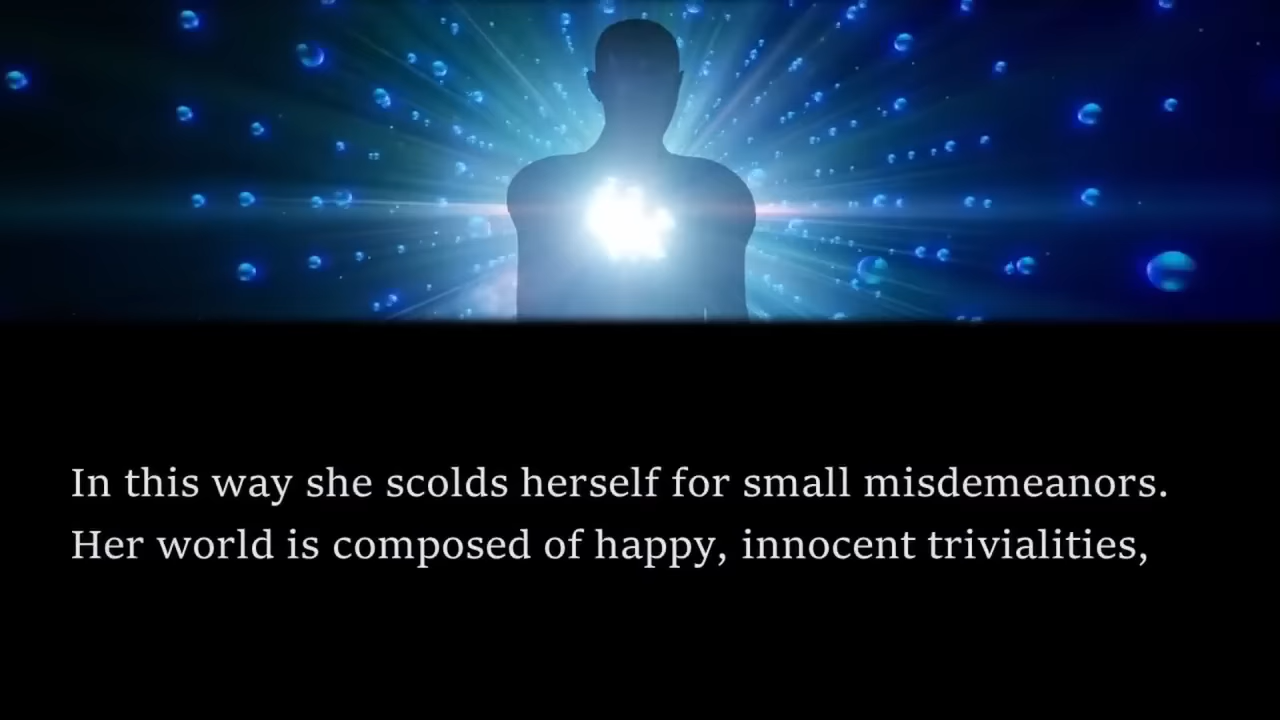 In this way she scolds herself for small misdemeanors.
Her world is composed of happy, innocent trivialities,